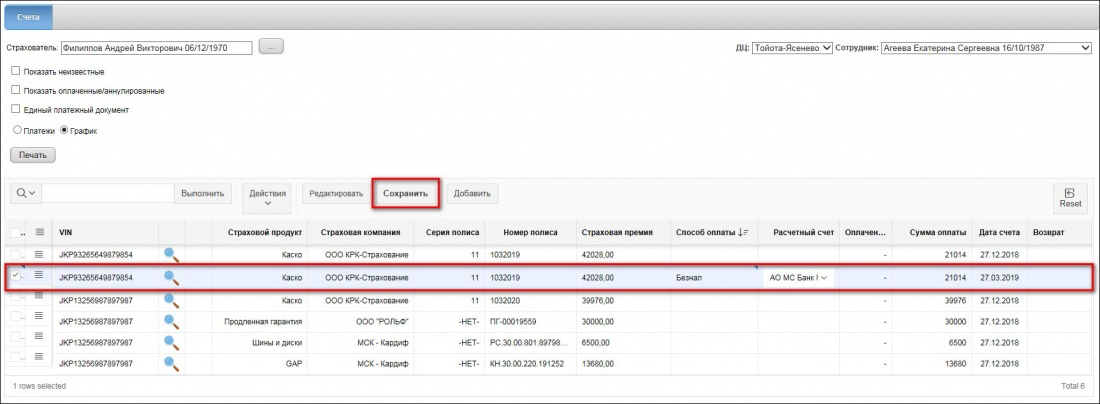 Счета
Страхователь: Филиппов Андрей Викторович 06/12/1970 ... ДЦ: Тойота-Ясенево Сотрудник: Агеева Екатерина Сергеевна 16/10/1987
Показать неизвестные
Показать оплаченные/аннулированные
Единый платежный документ
Платежи График
Печать
Выполнить Действия Редактировать Сохранить Добавить Reset
VIN Страховой продукт Страховая компания Серия полиса Номер полиса Страховая премия Способ оплаты Расчетный счет Оплачен... Сумма оплаты Дата счета Возврат
JKP93265649879854 Каско ООО КРК-Страхование 11 1032019 42028,00 - 21014 27.12.2018
JKP93265649879854 Каско ООО КРК-Страхование 11 1032019 42028,00 Безнал АО МС Банк - 21014 27.03.2019
JKP13256987897987 Каско ООО КРК-Страхование 11 1032020 39976,00 - 39976 27.12.2018
JKP13256987897987 Продленная гарантия ООО "РОЛЬФ" -НЕТ- ПГ-00019559 30000,00 - 30000 27.12.2018
JKP13256987897987 Шины и диски МСК - Кардиф -НЕТ- РС.30.00.801.89798... 6500,00 - 6500 27.12.2018
JKP13256987897987 GAP МСК - Кардиф -НЕТ- КН.30.00.220.191252 13680,00 - 13680 27.12.2018
1 rows selected Total 6